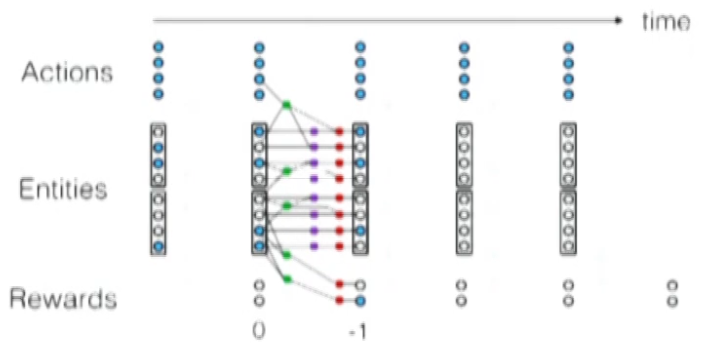 time
Actions
Entities
Rewards
0
-1